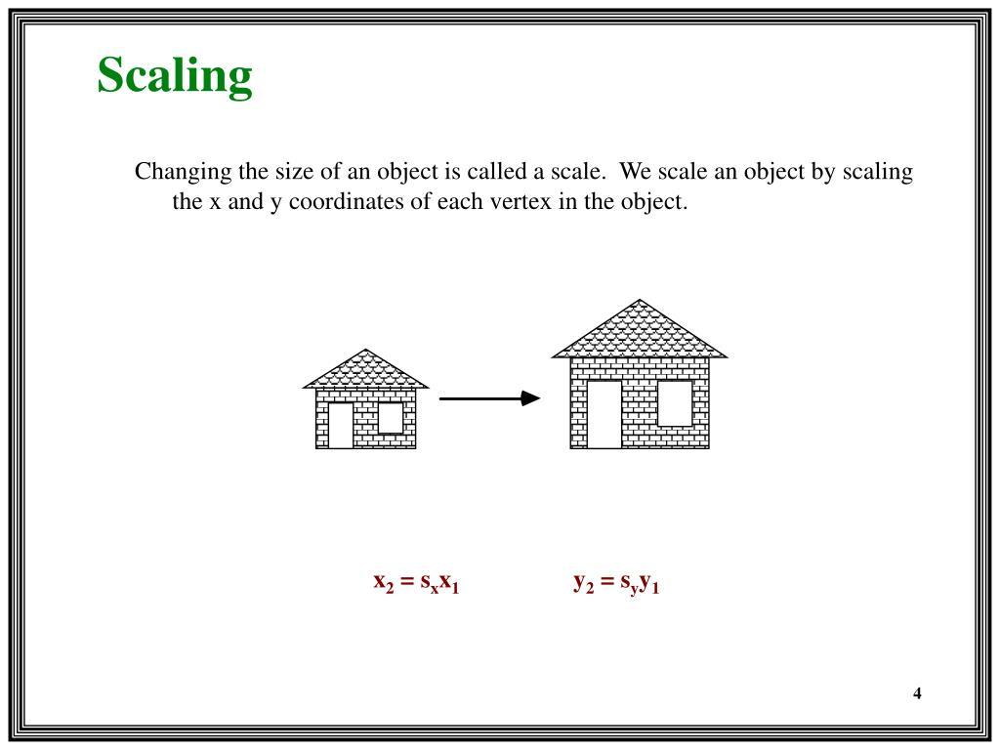 Scaling
Changing the size of an object is called a scale.  We scale an object by scaling
the x and y coordinates of each vertex in the object.
x₂ = sₓx₁ y₂ = s_yy₁
4